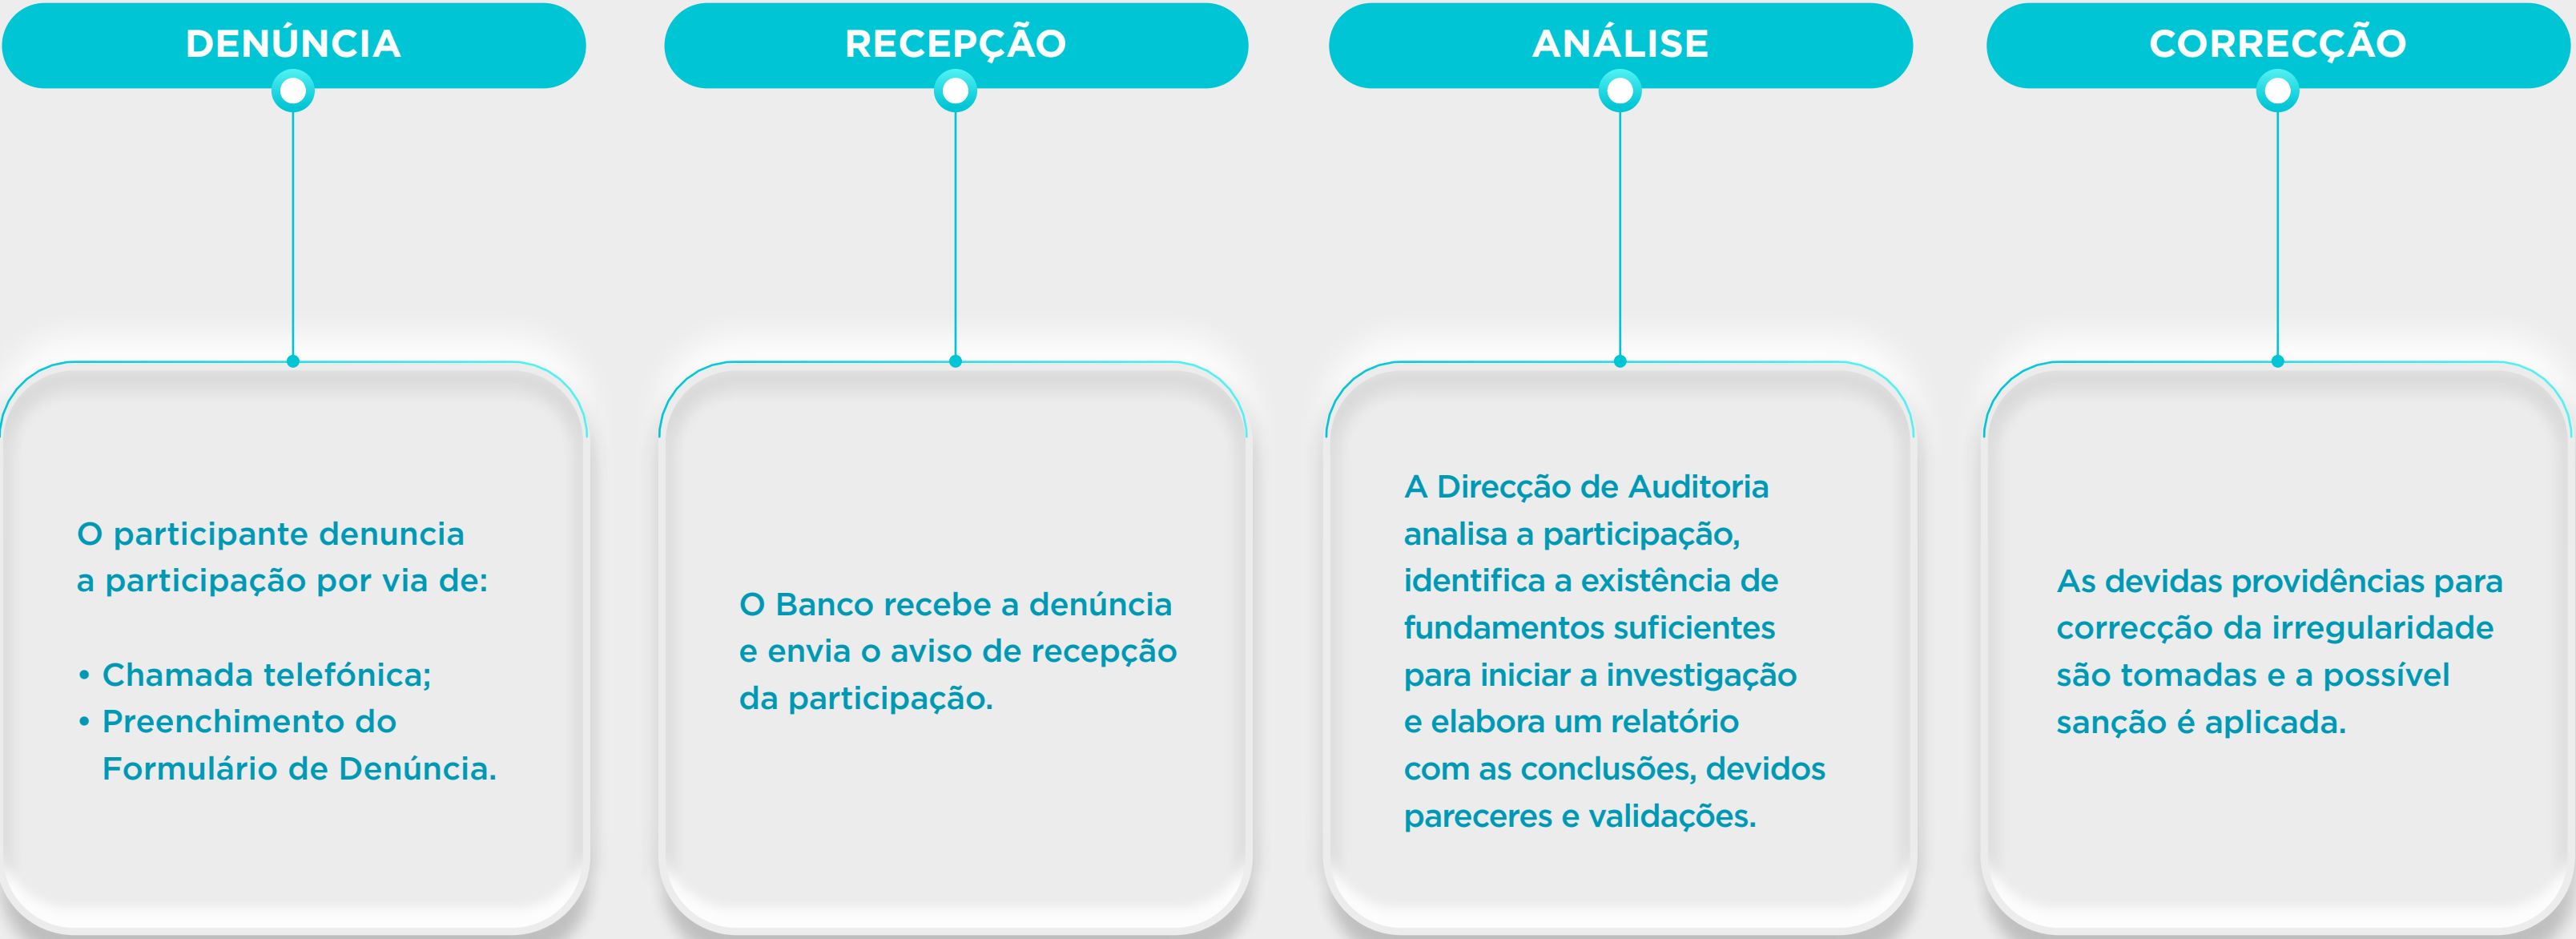 DENÚNCIA
O participante denuncia
a participação por via de:
• Chamada telefónica;
• Preenchimento do
Formulário de Denúncia.
RECEPÇÃO
O Banco recebe a denúncia
e envia o aviso de recepção
da participação.
ANÁLISE
A Direcção de Auditoria
analisa a participação,
identifica a existência de
fundamentos suficientes
para iniciar a investigação
e elabora um relatório
com as conclusões, devidos
pareceres e validações.
CORRECÇÃO
As devidas providências para
correcção da irregularidade
são tomadas e a possível
sanção é aplicada.